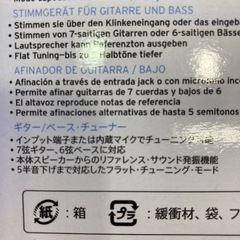 STIMMGERÄT FÜR GITARRE UND BASS
• Stimmen sie über den Klinkeneingang oder das eingeb
• Stimmen von 7-saitigen Gitarren oder 6-saitigen Bässe
• Lautsprecher kann Referenzton ausgeben
• Flat Tuning–bis zu Halbtöne tiefer
AFINADOR DE GUITARRA / BAJO
• Afinación a través de entrada jack o con micrófono inc
• Permite afinar guitarras de 7 cuerdas y bajos de 6
• El altavoz reproduce notas de referencia
• Permite afinaciones alternativas de hasta 5 semitonos
ギター/ベース・チューナー
• インプット端子または内蔵マイクでチューニング可能
• 7弦ギター、6弦ベースに対応
• 本体スピーカーからのリファレンス・サウンド発振機能
• 5半音下げまで対応したフラット・チューニング・モード
紙 : 箱
プラ : 緩衝材、袋、フ